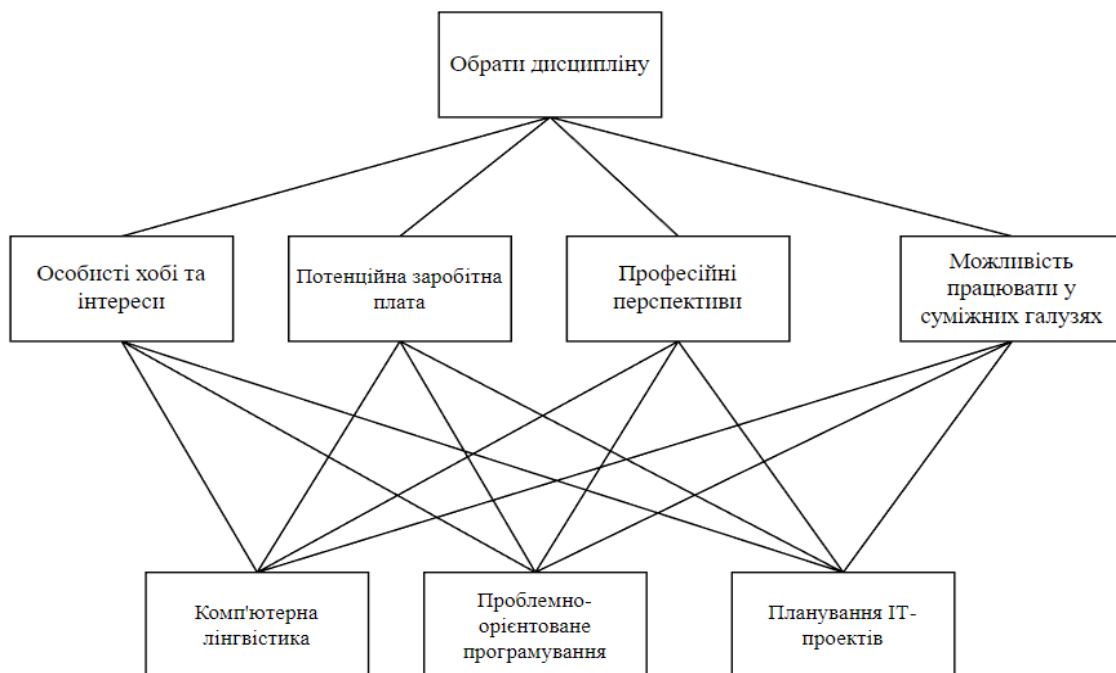 Обрати дисципліну
Особисті хобі та
інтереси
Потенційна заробітна
плата
Професійні
перспективи
Можливість
працювати у
суміжних галузях
Комп'ютерна
лінгвістика
Проблемно-
орієнтоване
програмування
Планування ІТ-
проектів